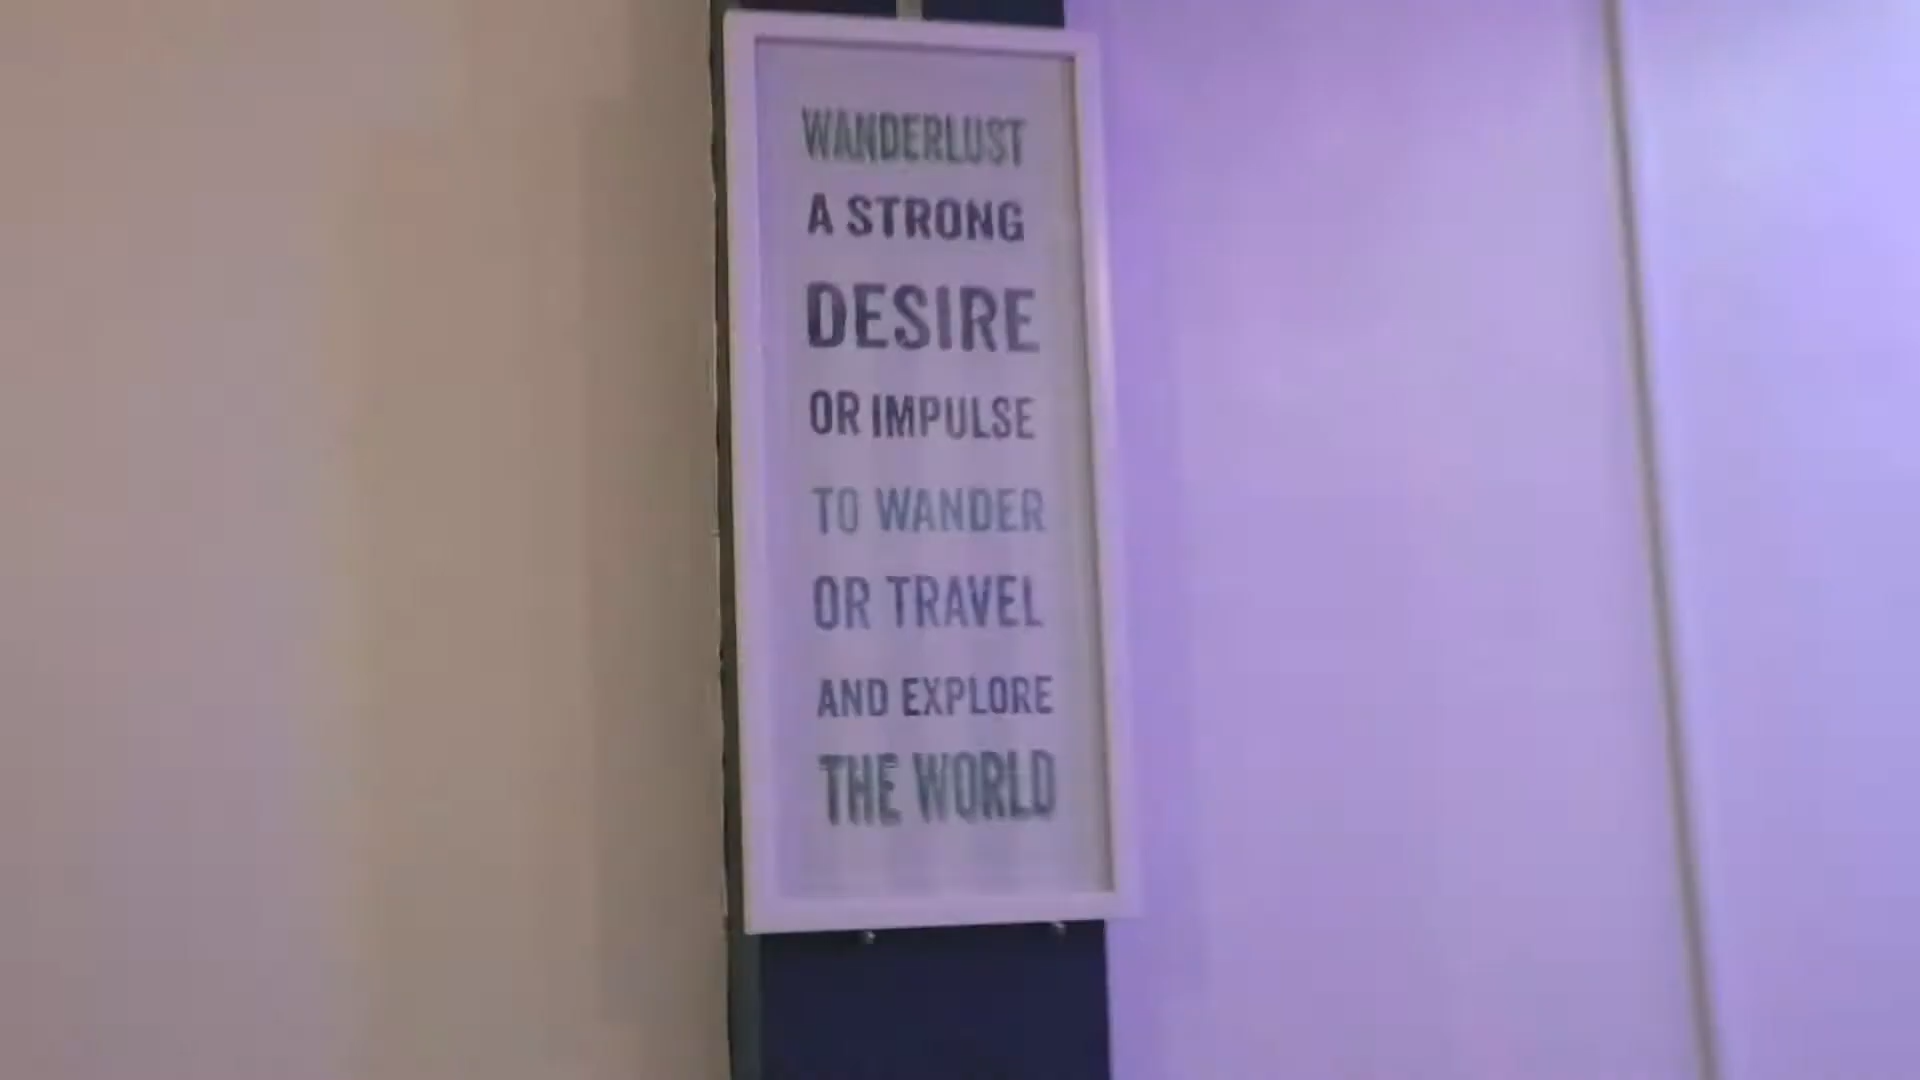 WANDERLUST
A STRONG
DESIRE
OR IMPULSE
TO WANDER
OR TRAVEL
AND EXPLORE
THE WORLD